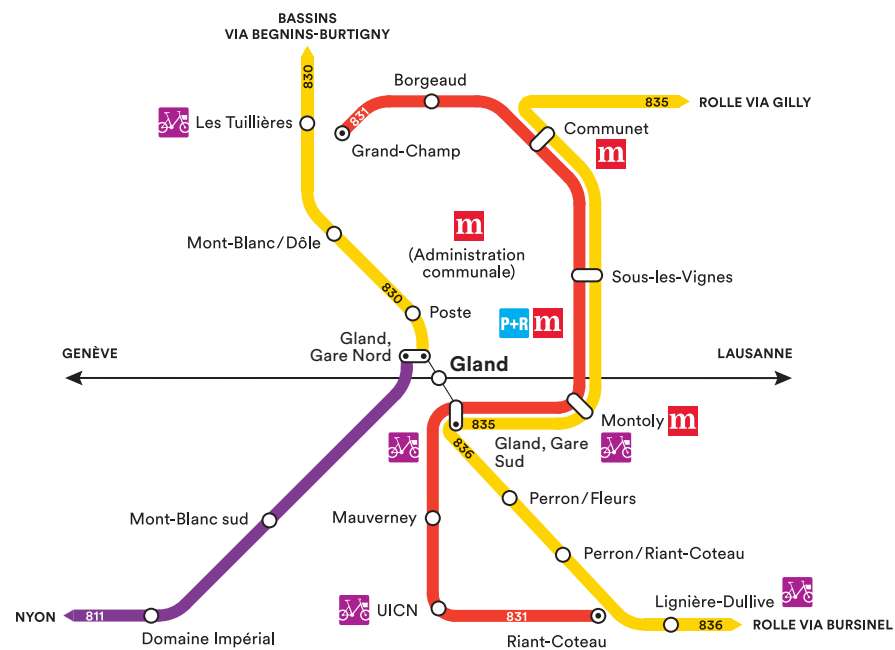 BASSINS
VIA BEGNINS-BURTIGNY
830
Borgeaud
835
ROLLE VIA GILLY
831
Les Tuillières
Communet
Grand-Champ
m
m
Mont-Blanc/Dôle
(Administration
communale)
Sous-les-Vignes
830
Poste
P+R m
Gland,
Gare Nord
GENÈVE
Gland
LAUSANNE
835
Montoly m
836
Gland, Gare
Sud
Perron/Fleurs
Mont-Blanc sud
Mauverney
Perron/Riant-Coteau
UICN
Lignière-Dullive
NYON
811
831
836
ROLLE VIA BURSINEL
Domaine Impérial
Riant-Coteau